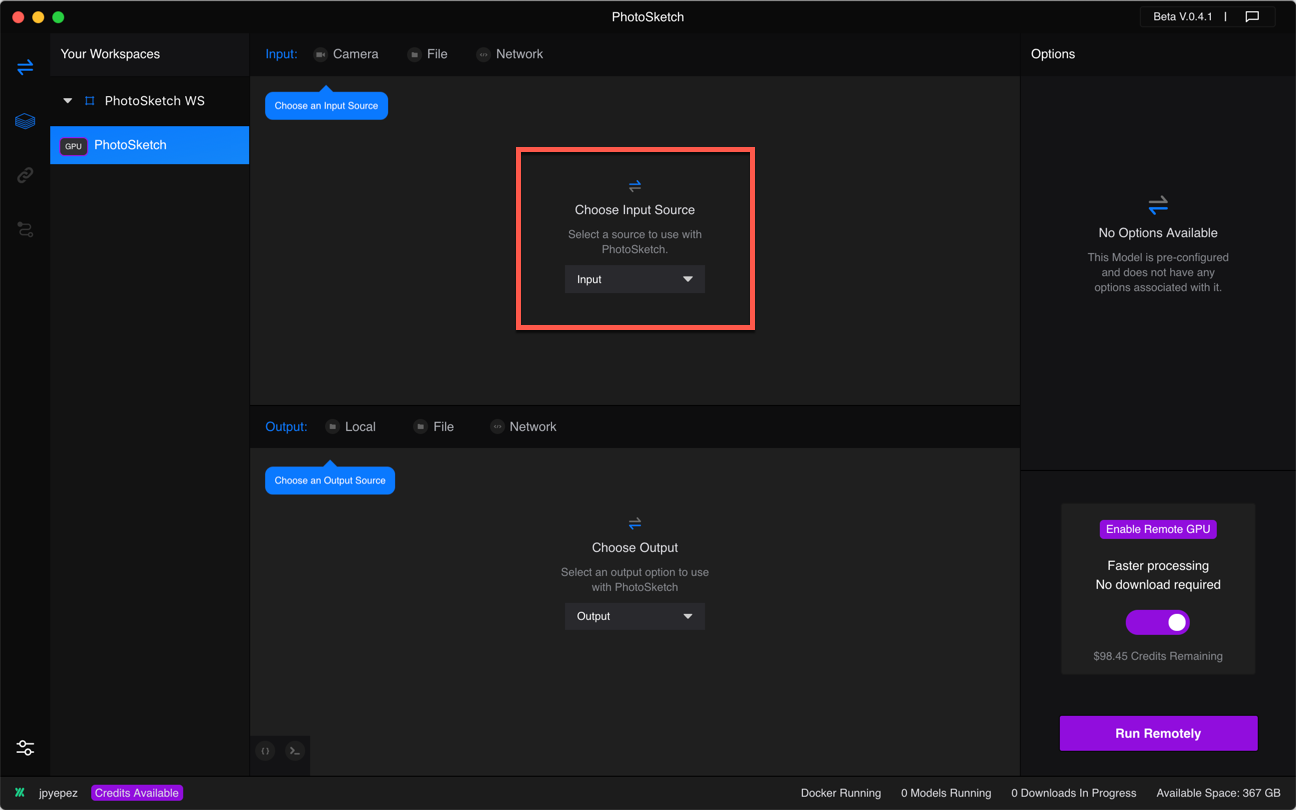 PhotoSketch
Beta V.0.4.1 |
Your Workspaces
Input: Camera File Network
Options
PhotoSketch WS
Choose an Input Source
GPU PhotoSketch
Choose Input Source
Select a source to use with
PhotoSketch.
Input
No Options Available
This Model is pre-configured
and does not have any
options associated with it.
Output: Local File Network
Choose an Output Source
Choose Output
Select an output option to use
with PhotoSketch
Output
Enable Remote GPU
Faster processing
No download required
$98.45 Credits Remaining
Run Remotely
jpyepez Credits Available
Docker Running 0 Models Running 0 Downloads In Progress Available Space: 367 GB